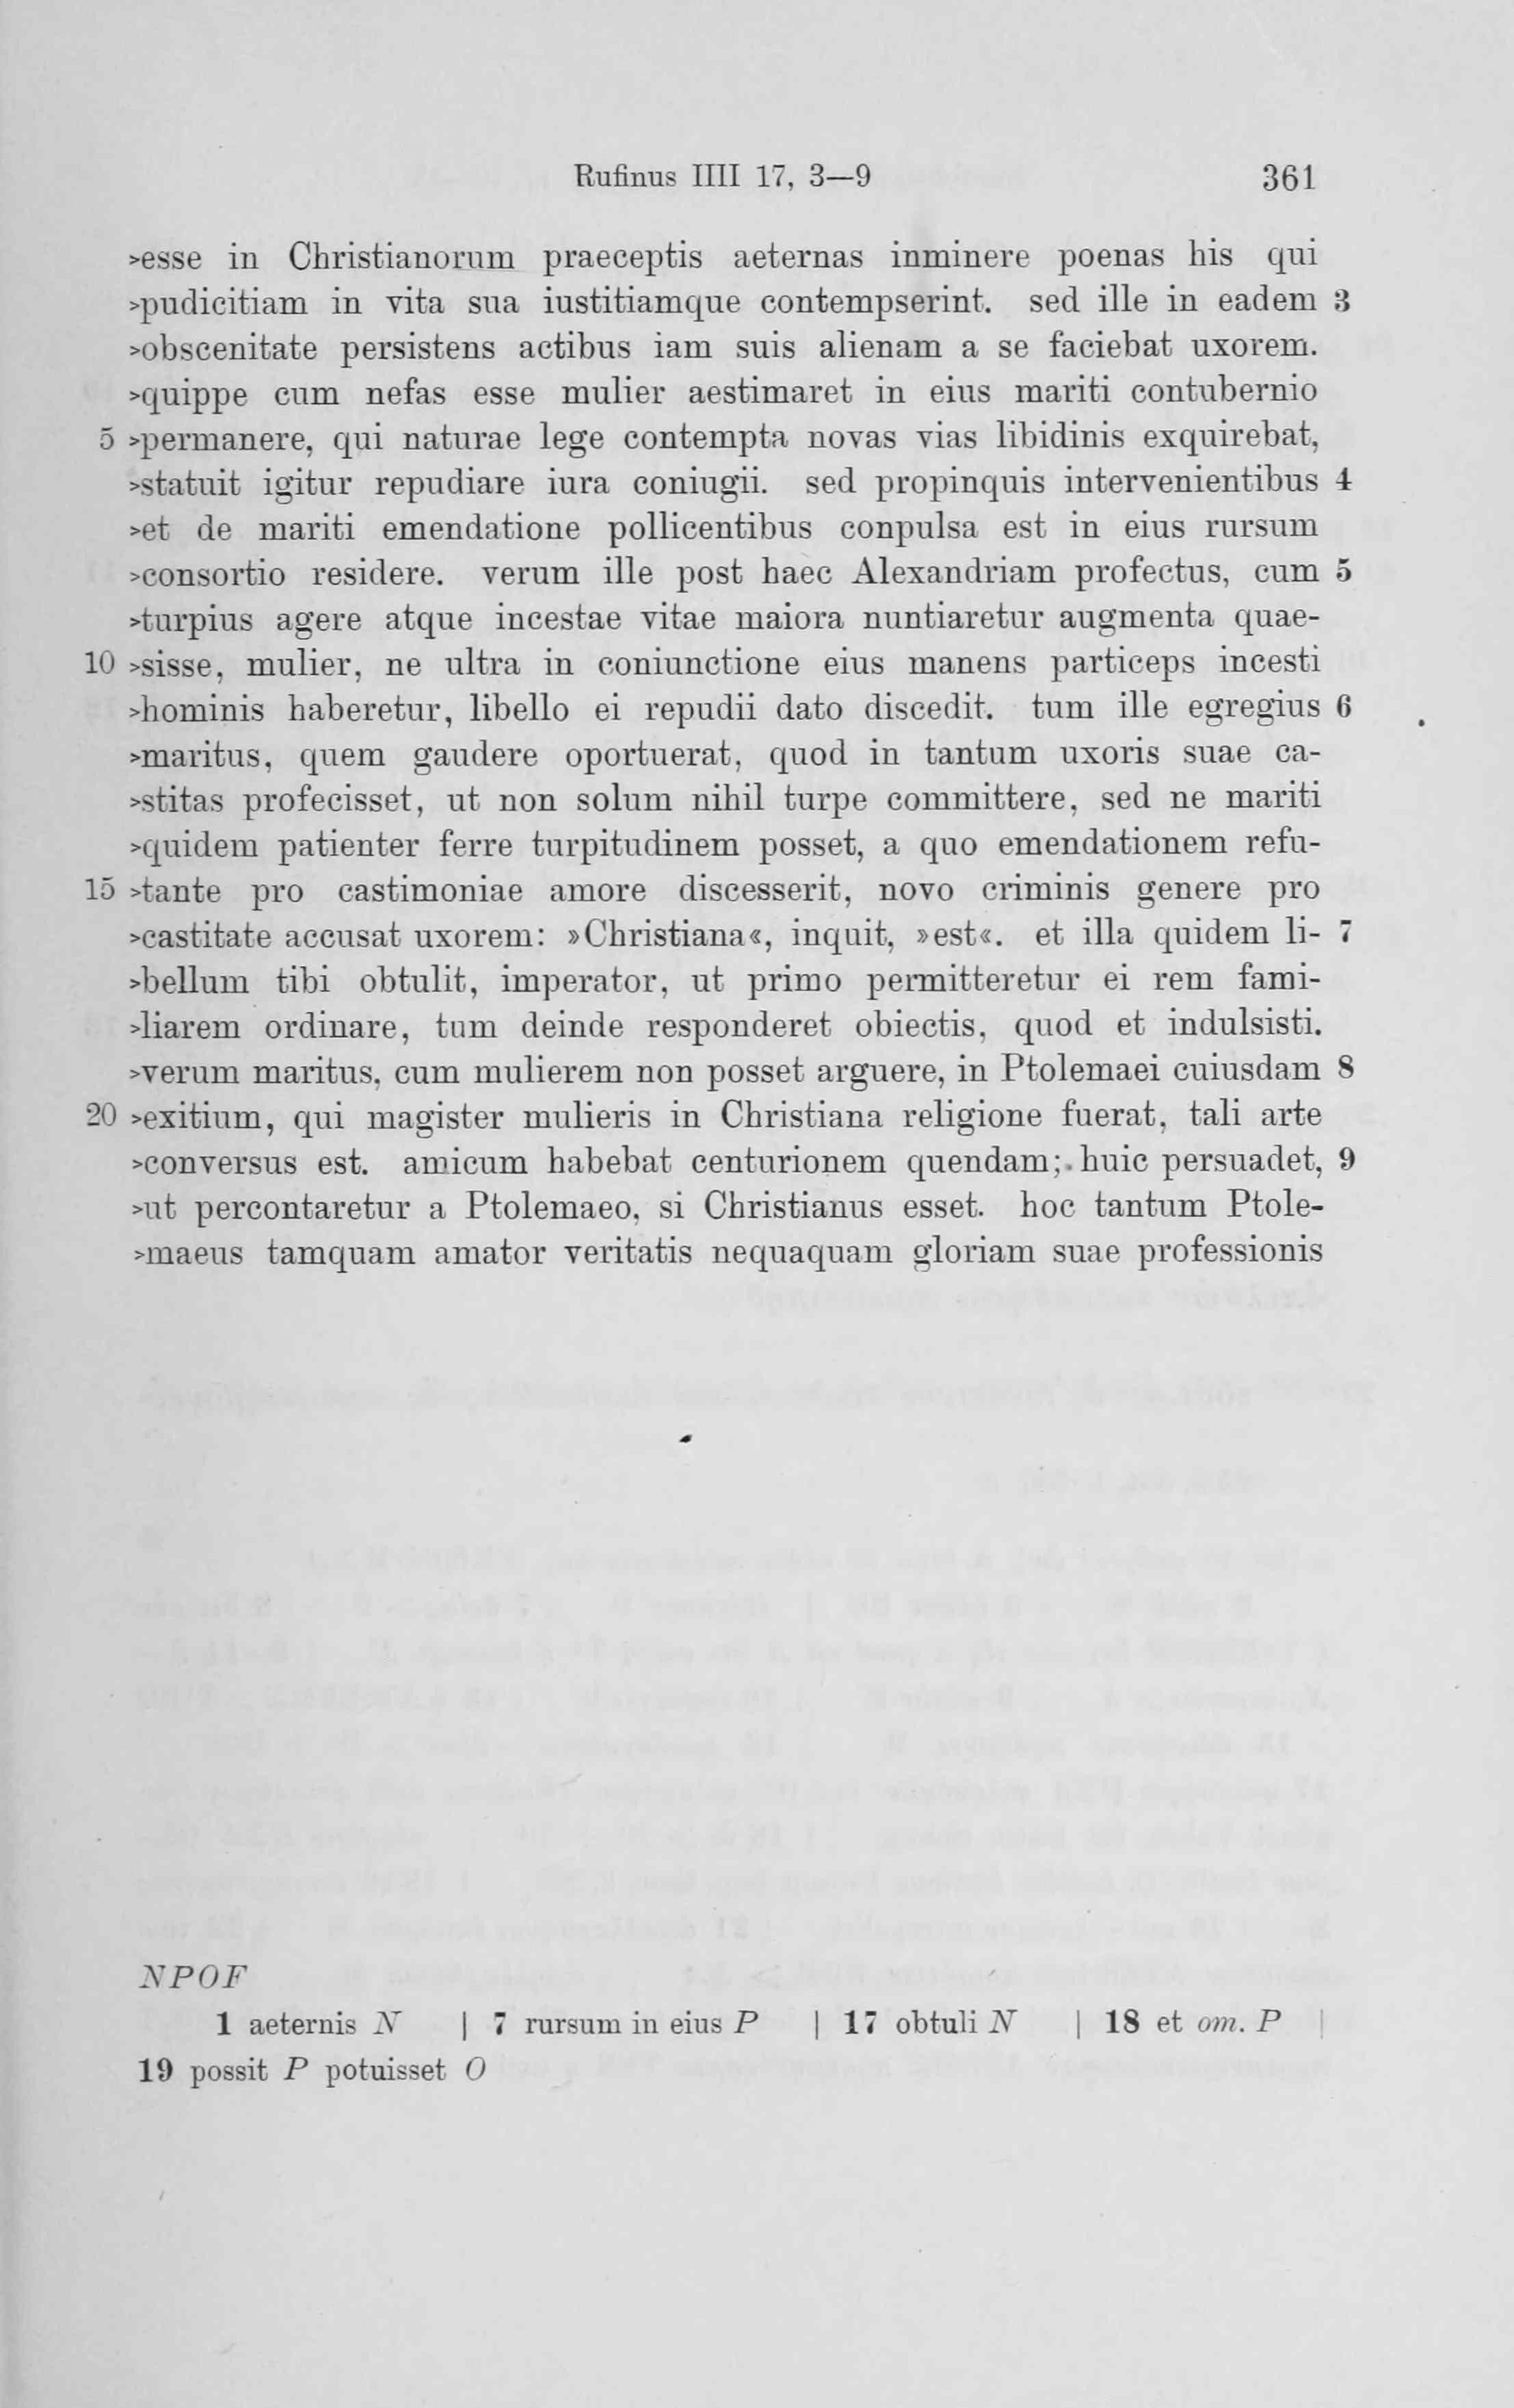 Rufinus IIII 17, 3—9 361
>esse in Christianorum praeceptis aeternas inminere poenas his qui
>pudicitiam in vita sua iustitiamque contempserint. sed ille in eadem 3
>obscenitate persistens actibus iam suis alienam a se faciebat uxorem.
>quippe cum nefas esse mulier aestimaret in eius mariti contubernio
5 >permanere, qui naturae lege contempta novas vias libidinis exquirebat,
>statuit igitur repudiare iura coniugii. sed propinquis intervenientibus 4
>et de mariti emendatione pollicentibus conpulsa est in eius rursum
>consortio residere. verum ille post haec Alexandriam profectus, cum 5
>turpius agere atque incestae vitae maiora nuntiaretur augmenta quae-
10 >sisse, mulier, ne ultra in coniunctione eius manens particeps incesti
>hominis haberetur, libello ei repudii dato discedit. tum ille egregius 6
>maritus, quem gaudere oportuerat, quod in tantum uxoris suae ca-
>stitas profecisset, ut non solum nihil turpe committere, sed ne mariti
>quidem patienter ferre turpitudinem posset, a quo emendationem refu-
15 >tante pro castimoniae amore discesserit, novo criminis genere pro
>castitate accusat uxorem: »Christiana«, inquit, »est«. et illa quidem li- 7
>bellum tibi obtulit, imperator, ut primo permitteretur ei rem fami-
>liarem ordinare, tum deinde responderet obiectis, quod et indulsisti.
>verum maritus, cum mulierem non posset arguere, in Ptolemaei cuiusdam 8
20 >exitium, qui magister mulieris in Christiana religione fuerat, tali arte
>conversus est. amicum habebat centurionem quendam; huic persuadet, 9
>ut percontaretur a Ptolemaeo, si Christianus esset. hoc tantum Ptole-
>maeus tamquam amator veritatis nequaquam gloriam suae professionis
NPOF
1 aeternis N | 7 rursum in eius P | 17 obtuli N | 18 et om. P |
19 possit P potuisset O